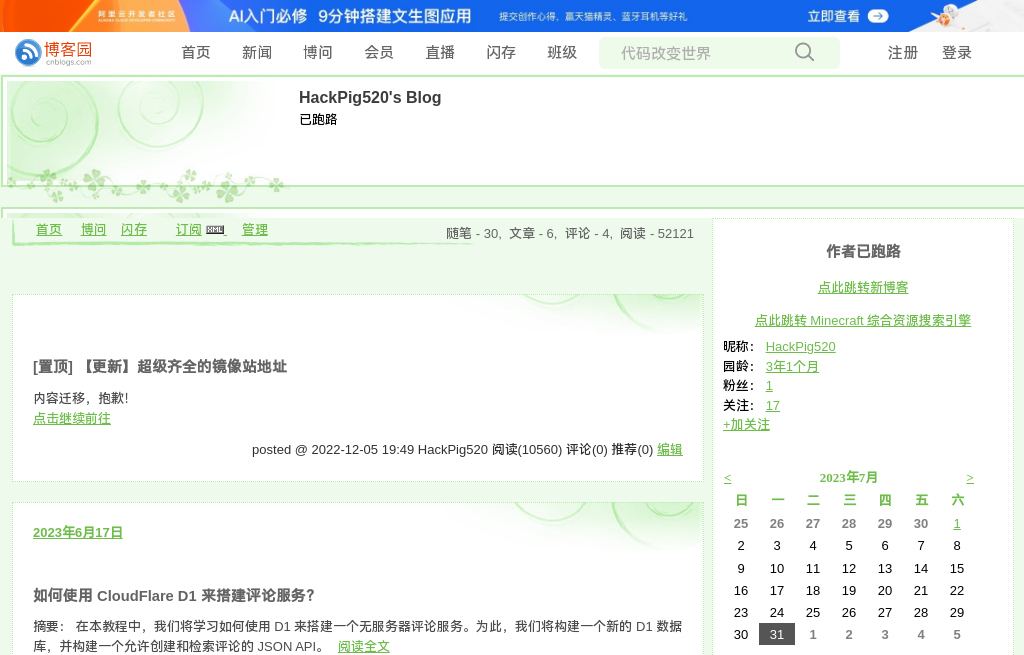 阿里云开发者社区
AI入门必修 9分钟搭建文生图应用 提交创作心得，赢天猫精灵、蓝牙耳机等好礼 立即查看
博客园
cnblogs.com
首页 新闻 博问 会员 直播 闪存 班级 代码改变世界 注册 登录
HackPig520's Blog
已跑路
首页 博问 闪存 订阅 XML 管理
随笔 - 30, 文章 - 6, 评论 - 4, 阅读 - 52121
[置顶] 【更新】超级齐全的镜像站地址
内容迁移，抱歉！
点击继续前往
posted @ 2022-12-05 19:49 HackPig520 阅读(10560) 评论(0) 推荐(0) 编辑
2023年6月17日
如何使用 CloudFlare D1 来搭建评论服务？
摘要： 在本教程中，我们将学习如何使用 D1 来搭建一个无服务器评论服务。为此，我们将构建一个新的 D1 数据
库，并构建一个允许创建和检索评论的 JSON API。 阅读全文
作者已跑路
点此跳转新博客
点此跳转 Minecraft 综合资源搜索引擎
昵称： HackPig520
园龄： 3年1个月
粉丝： 1
关注： 17
+加关注
< 2023年7月 >
日 一 二 三 四 五 六
25 26 27 28 29 30 1
2 3 4 5 6 7 8
9 10 11 12 13 14 15
16 17 18 19 20 21 22
23 24 25 26 27 28 29
30 31 1 2 3 4 5